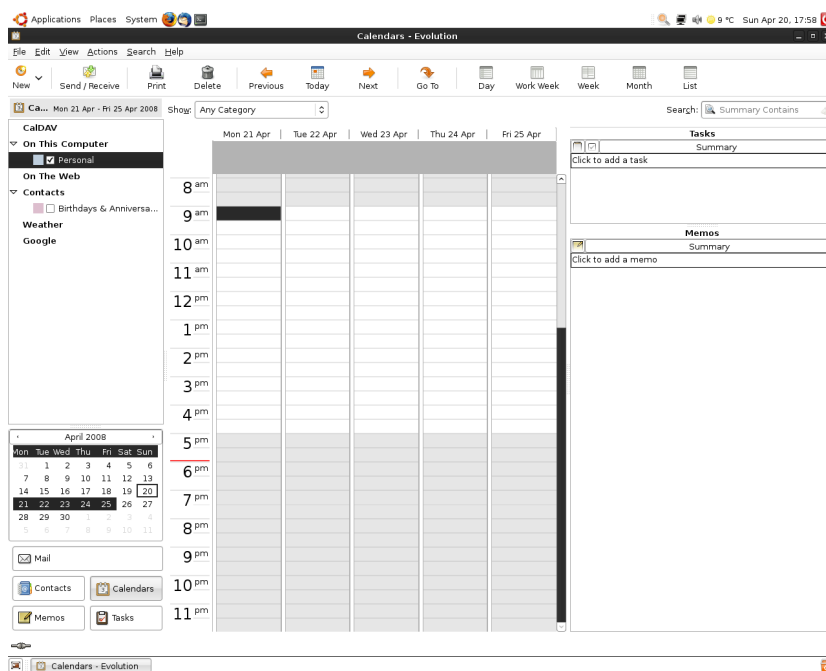 Applications Places System 9 °C Sun Apr 20, 17:58
Calendars - Evolution
File Edit View Actions Search Help
New Send / Receive Print Delete Previous Today Next Go To Day Work Week Week Month List
Ca... Mon 21 Apr - Fri 25 Apr 2008 Show: Any Category Search: Summary Contains
CalDAV
On This Computer
Personal
On The Web
Contacts
Birthdays & Anniversa...
Weather
Google
Mon 21 Apr Tue 22 Apr Wed 23 Apr Thu 24 Apr Fri 25 Apr
8 am
9 am
10 am
11 am
12 pm
1 pm
2 pm
3 pm
4 pm
5 pm
6 pm
7 pm
8 pm
9 pm
10 pm
11 pm
Tasks
Summary
Click to add a task
Memos
Summary
Click to add a memo
April 2008
Mon Tue Wed Thu Fri Sat Sun
31 1 2 3 4 5 6
7 8 9 10 11 12 13
14 15 16 17 18 19 20
21 22 23 24 25 26 27
28 29 30 1 2 3 4
5 6 7 8 9 10 11
Mail
Contacts Calendars
Memos Tasks
Calendars - Evolution